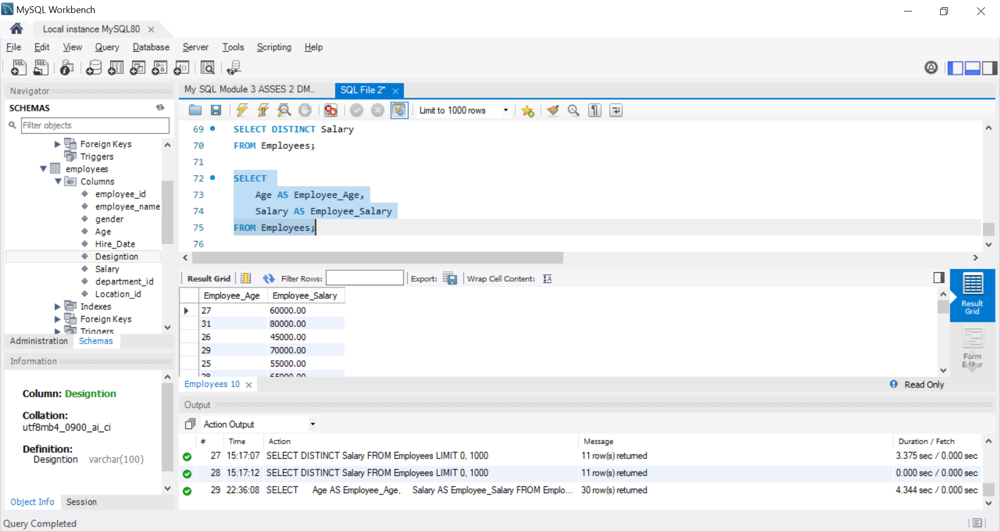 MySQL Workbench
Local instance MySQL80
File Edit View Query Database Server Tools Scripting Help
Navigator
SCHEMAS
Filter objects
Foreign Keys
Triggers
employees
Columns
employee_id
employee_name
gender
Age
Hire_Date
Designtion
Salary
department_id
Location_id
Indexes
Foreign Keys
Triggers
Administration Schemas
Information
Column: Designtion
Collation:
utf8mb4_0900_ai_ci
Definition:
Designtion varchar(100)
Object Info Session
Query Completed
My SQL Module 3 ASSES 2 DM... SQL File 2*
Limit to 1000 rows
69 SELECT DISTINCT Salary
70 FROM Employees;
71
72 SELECT
73 Age AS Employee_Age,
74 Salary AS Employee_Salary
75 FROM Employees;
76
Result Grid Filter Rows: Export: Wrap Cell Content:
Employee_Age Employee_Salary
27 60000.00
31 80000.00
26 45000.00
29 70000.00
25 55000.00
28 65000.00
Result
Grid
Form
Editor
Employees 10
Read Only
Output
Action Output
# Time Action Message Duration / Fetch
27 15:17:07 SELECT DISTINCT Salary FROM Employees LIMIT 0, 1000 11 row(s) returned 3.375 sec / 0.000 sec
28 15:17:12 SELECT DISTINCT Salary FROM Employees LIMIT 0, 1000 11 row(s) returned 0.000 sec / 0.000 sec
29 22:36:08 SELECT Age AS Employee_Age, Salary AS Employee_Salary FROM Emplo... 30 row(s) returned 4.344 sec / 0.000 sec